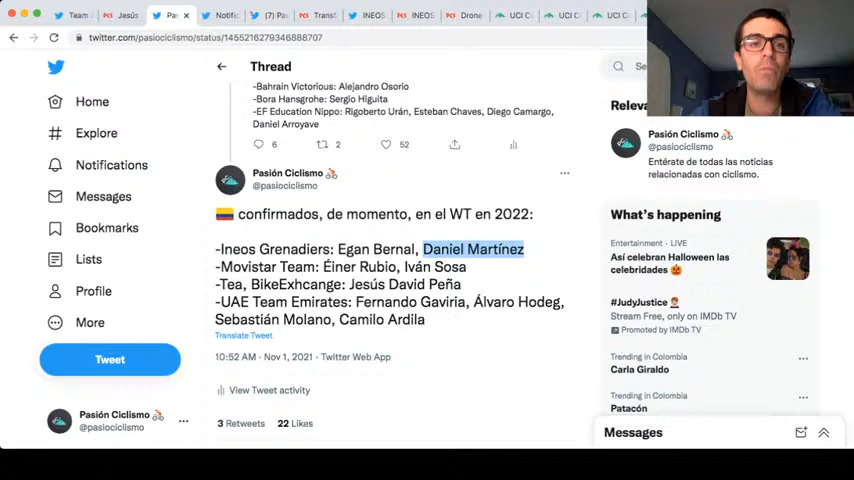 Team
Jesús
Pas
Notific
(7) Pa
Transf
INEOS
INEOS
Drone
UCI C
UCI C
UCI C
twitter.com/pasiociclismo/status/1455216279346888707
Home
Explore
Notifications
Messages
Bookmarks
Lists
Profile
More
Tweet
Pasión Ciclismo
@pasiociclismo
Thread
-Bahrain Victorious: Alejandro Osorio
-Bora Hansgrohe: Sergio Higuita
-EF Education Nippo: Rigoberto Urán, Esteban Chaves, Diego Camargo,
Daniel Arroyave
6 2 52
Pasión Ciclismo
@pasiociclismo
🇨🇴 confirmados, de momento, en el WT en 2022:
-Ineos Grenadiers: Egan Bernal, Daniel Martínez
-Movistar Team: Éiner Rubio, Iván Sosa
-Tea, BikeExhcange: Jesús David Peña
-UAE Team Emirates: Fernando Gaviria, Álvaro Hodeg,
Sebastián Molano, Camilo Ardila
Translate Tweet
10:52 AM · Nov 1, 2021 · Twitter Web App
View Tweet activity
3 Retweets 22 Likes
Se
Releva
Pasión Ciclismo
@pasiociclismo
Entérate de todas las noticias
relacionadas con ciclismo.
What's happening
Entertainment · LIVE
Así celebran Halloween las
celebridades
#JudyJustice
Stream Free, only on IMDb TV
Promoted by IMDb TV
Trending in Colombia
Carla Giraldo
Trending in Colombia
Patacón
Messages